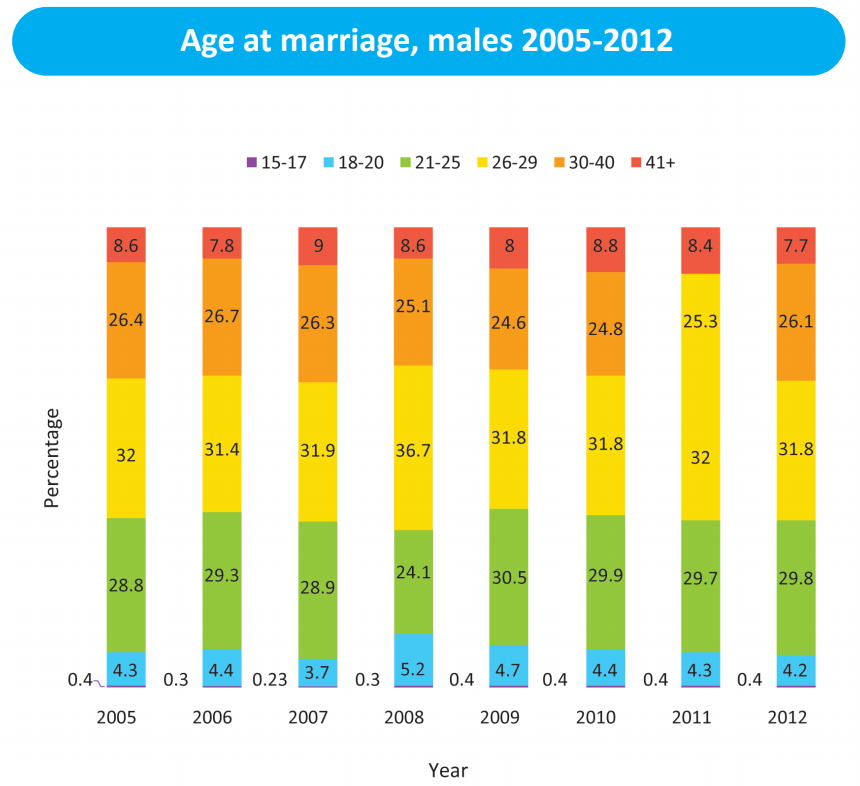 Age at marriage, males 2005-2012
15-17 18-20 21-25 26-29 30-40 41+
8.6 7.8 9 8.6 8 8.8 8.4 7.7
26.4 26.7 26.3 25.1 24.6 24.8 25.3 26.1
32 31.4 31.9 36.7 31.8 31.8 32 31.8
28.8 29.3 28.9 24.1 30.5 29.9 29.7 29.8
4.3 4.4 3.7 5.2 4.7 4.4 4.3 4.2
0.4 0.3 0.23 0.3 0.4 0.4 0.4 0.4
2005 2006 2007 2008 2009 2010 2011 2012
Percentage
Year